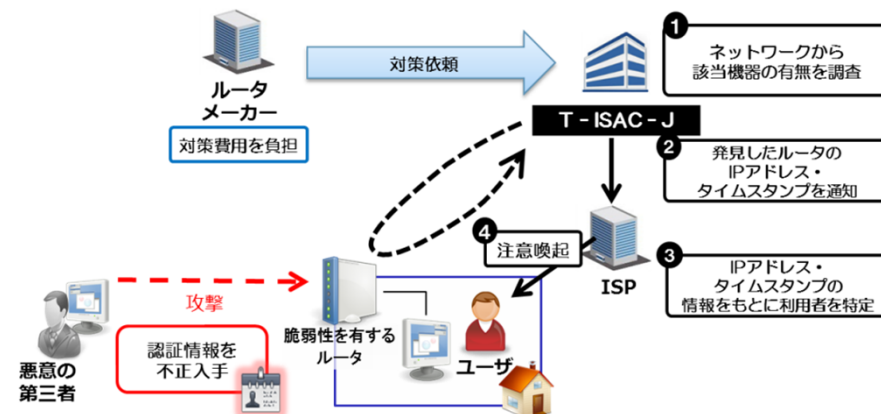 対策依頼
ルータ
メーカー
対策費用を負担
T-ISAC-J
1
ネットワークから
該当機器の有無を調査
2
発見したルータの
IPアドレス・
タイムスタンプを通知
3
IPアドレス・
タイムスタンプの
情報をもとに利用者を特定
ISP
4
注意喚起
攻撃
認証情報を
不正入手
悪意の
第三者
脆弱性を有する
ルータ
ユーザ